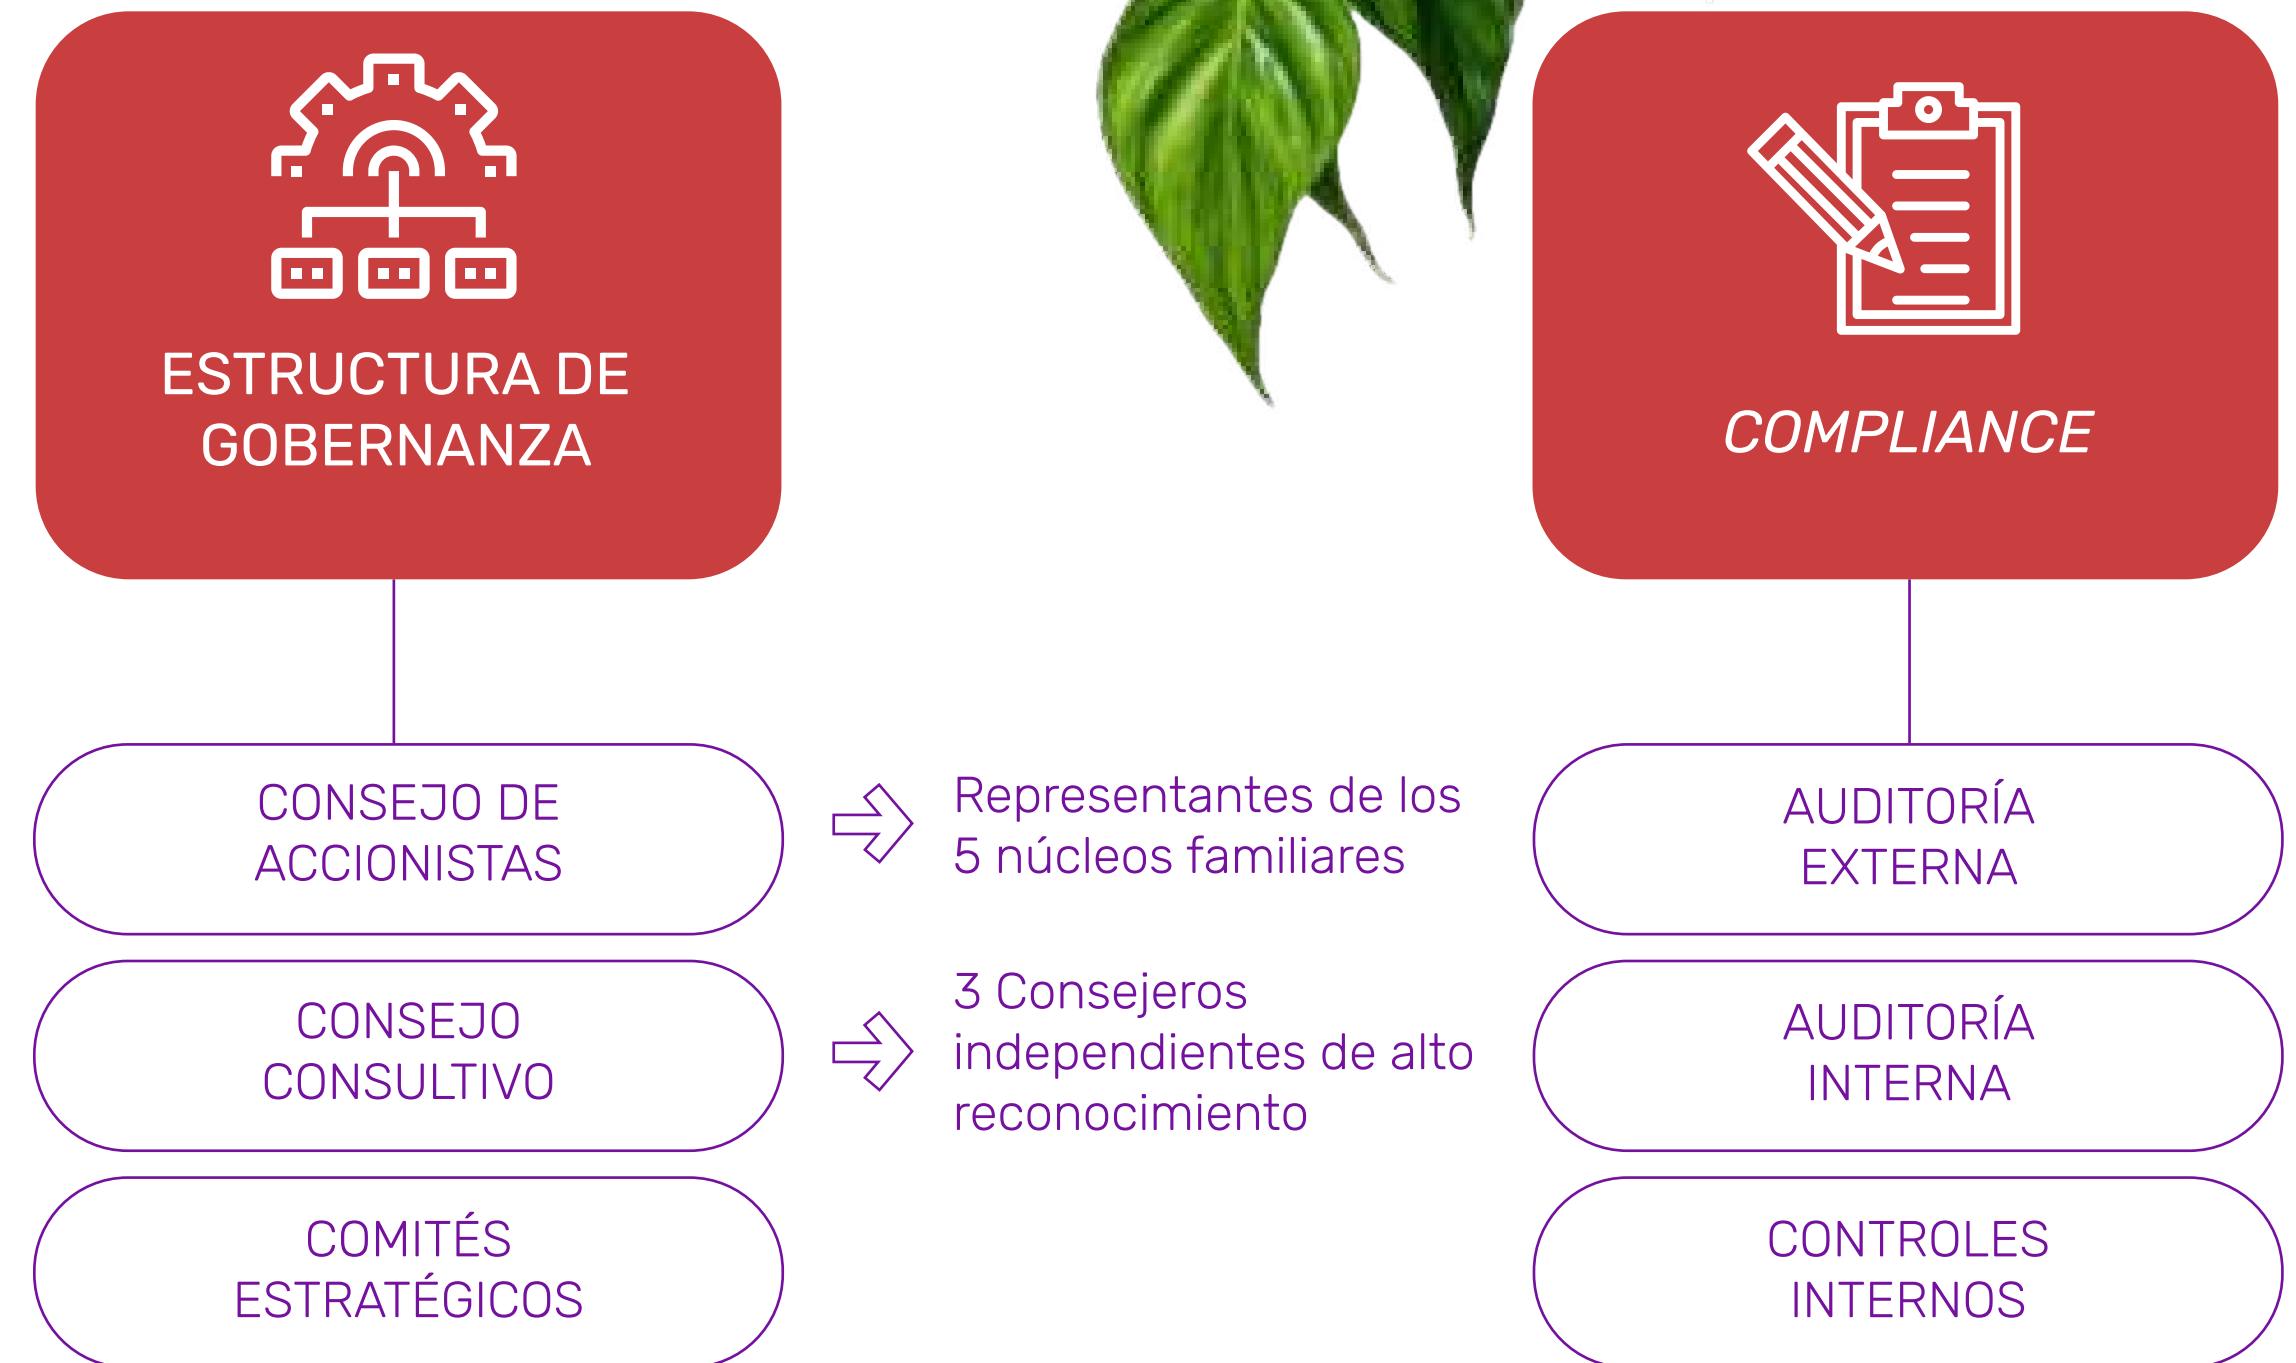 ESTRUCTURA DE
GOBERNANZA
COMPLIANCE
CONSEJO DE
ACCIONISTAS
Representantes de los
5 núcleos familiares
AUDITORÍA
EXTERNA
CONSEJO
CONSULTIVO
3 Consejeros
independientes de alto
reconocimiento
AUDITORÍA
INTERNA
COMITÉS
ESTRATÉGICOS
CONTROLES
INTERNOS